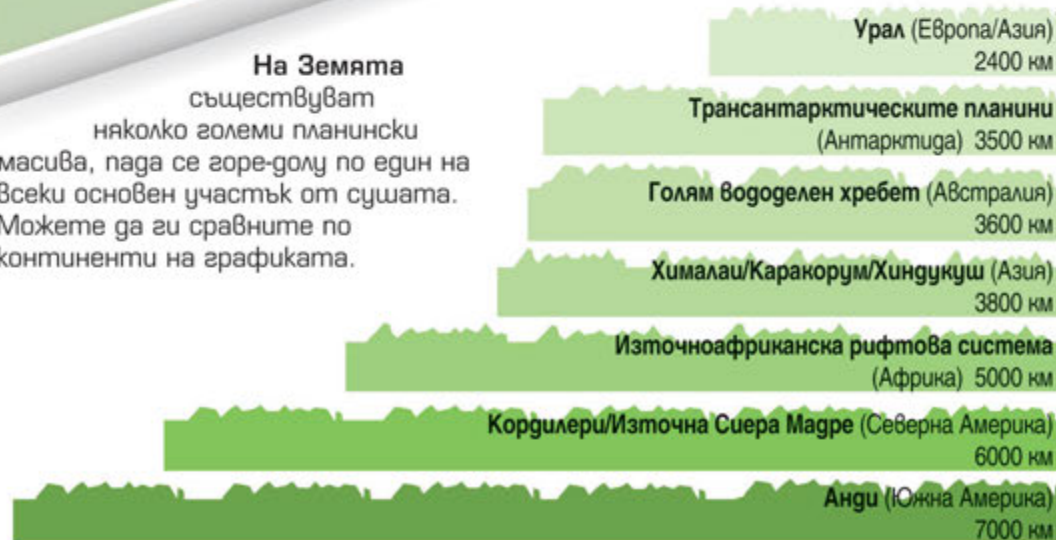 На Земята
съществуват
няколко големи планински
масива, пада се горе-долу по един на
всеки основен участък от сушата.
Можете да ги сравните по
континенти на графиката.
Урал (Европа/Азия)
2400 км
Трансантарктическите планини
(Антарктида) 3500 км
Голям вододелен хребет (Австралия)
3600 км
Хималаи/Каракорум/Хиндукуш (Азия)
3800 км
Източноафриканска рифтова система
(Африка) 5000 км
Кордилери/Източна Сиера Мадре (Северна Америка)
6000 км
Анди (Южна Америка)
7000 км